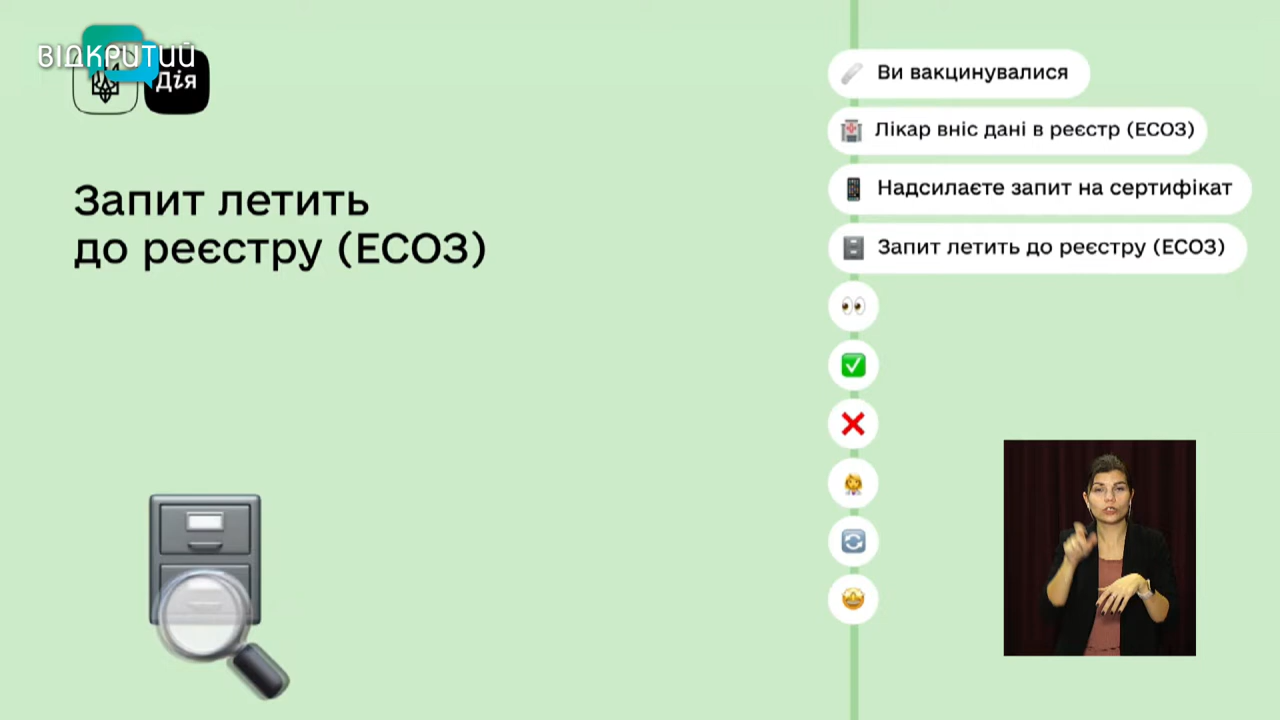 ВІДКРИТИЙ
Дія
Запит летить
до реєстру (ЕСОЗ)
Ви вакцинувалися
Лікар вніс дані в реєстр (ЕСОЗ)
Надсилаєте запит на сертифікат
Запит летить до реєстру (ЕСОЗ)